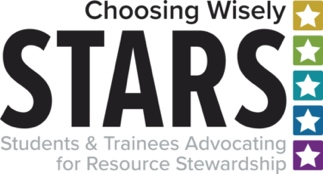 Choosing Wisely
STARS
Students & Trainees Advocating
for Resource Stewardship